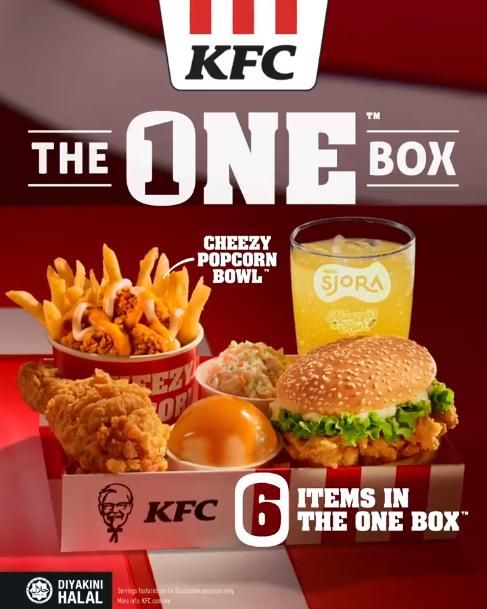 KFC
THE ONE™ BOX
CHEEZY
POPCORN
BOWL™
SJORA
EEZY
KFC
6 ITEMS IN
THE ONE BOX™
DIYAKINI
HALAL
Servings featured are for illustration purposes only.
More info: KFC.com.my